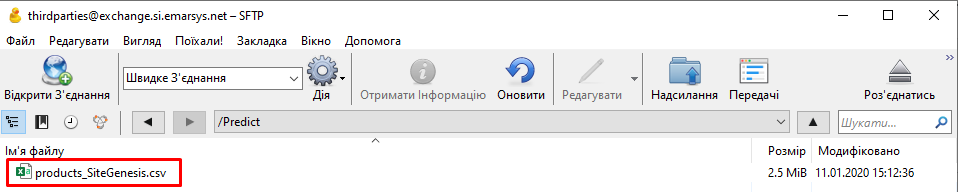 thirdparties@exchange.si.emarsys.net – SFTP
Файл Редагувати Вигляд Поїхали! Закладка Вікно Допомога
Відкрити З'єднання Швидке З'єднання Дія Отримати Інформацію Оновити Редагувати Надсилання Передачі Роз'єднатись
/Predict Шукати...
Ім'я файлу Розмір Модифіковано
products_SiteGenesis.csv 2.5 MiB 11.01.2020 15:12:36